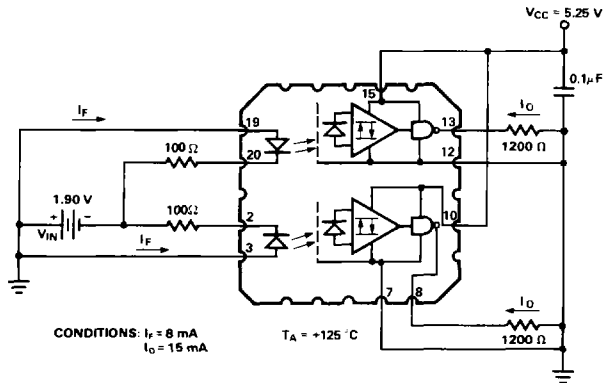 V_CC = 5.25 V
0.1μF
15
I_F
19
13
I_O
1200 Ω
100 Ω
20
12
1.90 V
+ −
V_IN
100Ω
2
10
I_F
3
7
8
I_O
1200 Ω
CONDITIONS: I_F = 8 mA
I_O = 15 mA
T_A = +125 °C